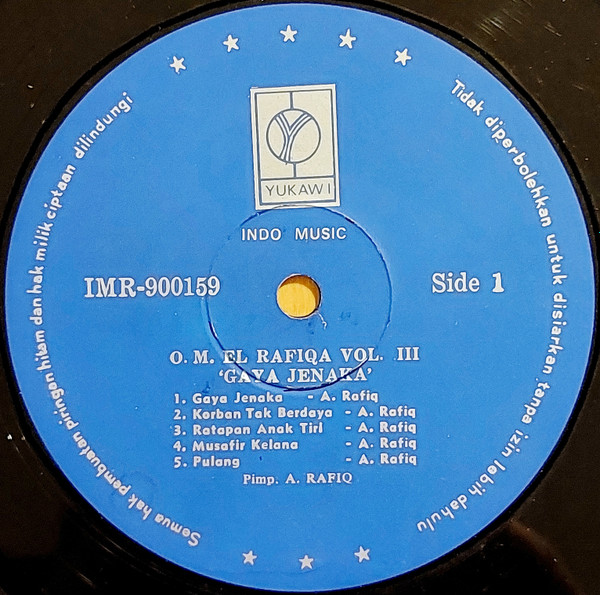 Semua hak pembuatan piringan hitam dan hak milik ciptaan dilindungi
Tidak diperbolehkan untuk disiarkan tanpa izin lebih dahulu
YUKAWI
INDO MUSIC
IMR-900159
Side 1
O. M. EL RAFIQA VOL. III
'GAYA JENAKA'
1. Gaya Jenaka - A. Rafiq
2. Korban Tak Berdaya - A. Rafiq
3. Ratapan Anak Tiri - A. Rafiq
4. Musafir Kelana - A. Rafiq
5. Pulang - A. Rafiq
Pimp. A. RAFIQ